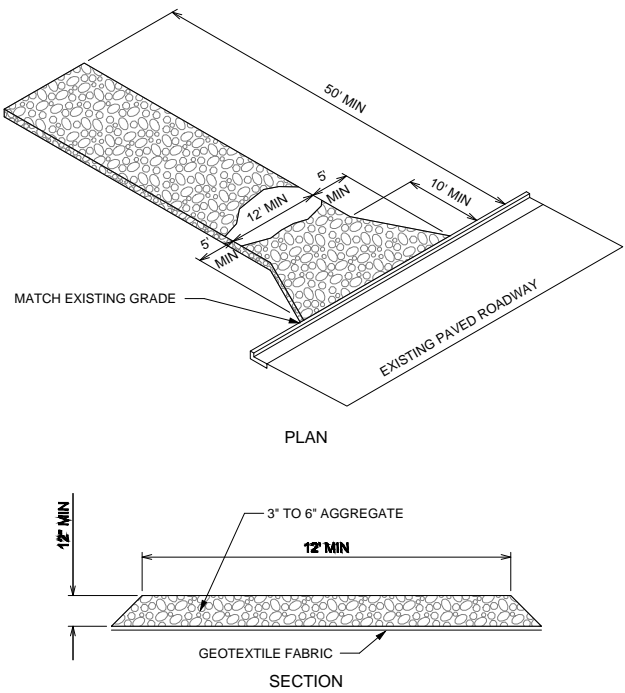 50' MIN
5'
MIN
12' MIN
10' MIN
5'
MIN
MATCH EXISTING GRADE
EXISTING PAVED ROADWAY
PLAN
12" MIN
3" TO 6" AGGREGATE
12' MIN
GEOTEXTILE FABRIC
SECTION